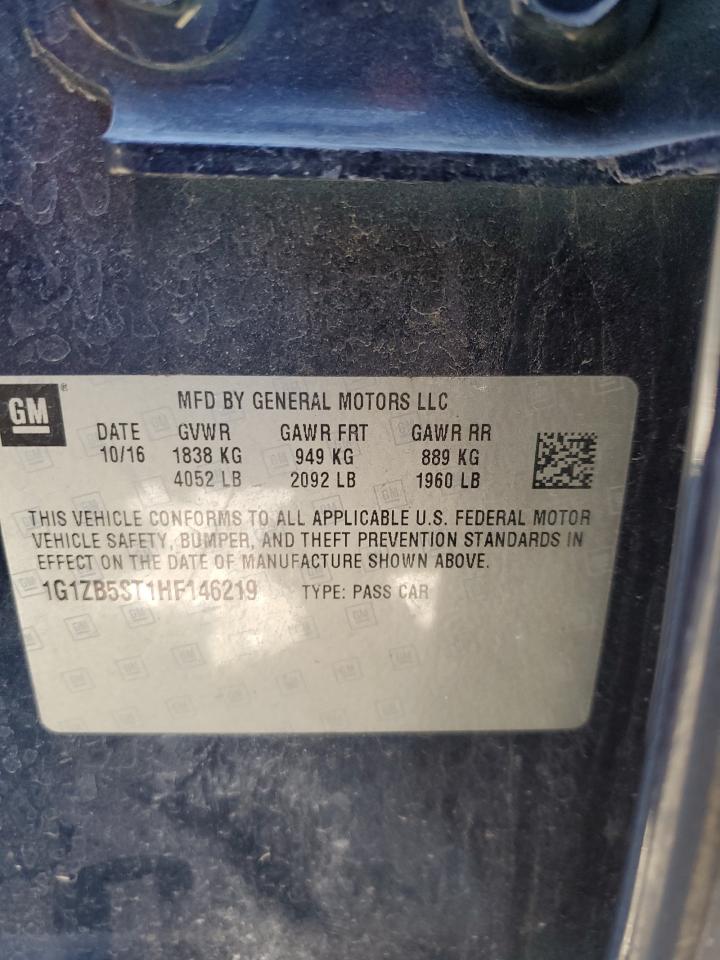 GM ®
MFD BY GENERAL MOTORS LLC
DATE GVWR GAWR FRT GAWR RR
10/16 1838 KG 949 KG 889 KG
4052 LB 2092 LB 1960 LB
THIS VEHICLE CONFORMS TO ALL APPLICABLE U.S. FEDERAL MOTOR
VEHICLE SAFETY, BUMPER, AND THEFT PREVENTION STANDARDS IN
EFFECT ON THE DATE OF MANUFACTURE SHOWN ABOVE.
1G1ZB5ST1HF146219 TYPE: PASS CAR